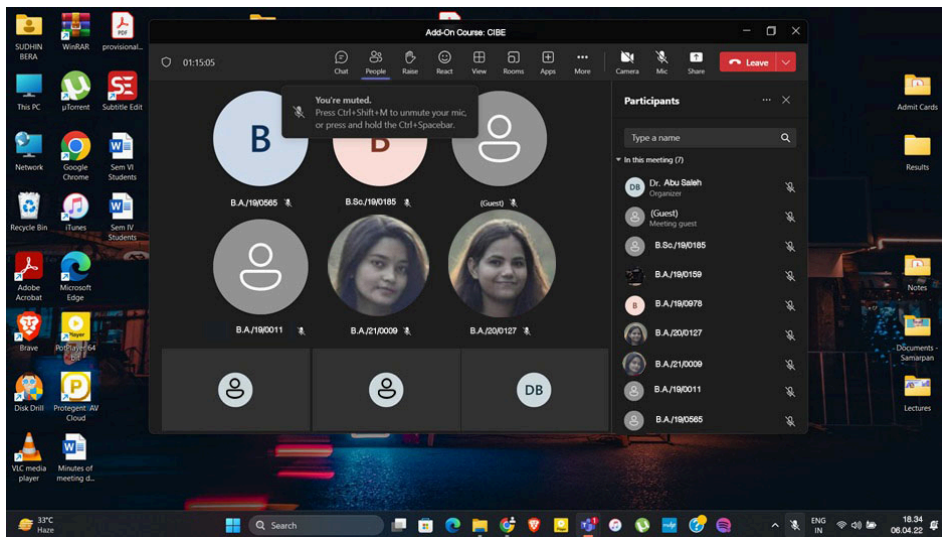 SUDHIN
BERA
WinRAR
PDF
provisional...
This PC
µTorrent
SE
Subtitle Edit
Network
Google
Chrome
Sem VI
Students
Recycle Bin
iTunes
Sem IV
Students
Adobe
Acrobat
Microsoft
Edge
Brave
PotPlayer 64
bit
Disk Drill
Protegent AV
Cloud
VLC media
player
Minutes of
meeting d...
Add-On Course: CIBE
01:15:05
Chat
People
Raise
React
View
Rooms
Apps
More
Camera
Mic
Share
Leave
You're muted.
Press Ctrl+Shift+M to unmute your mic,
or press and hold the Ctrl+Spacebar.
B
B
B.A./19/0565
B.Sc./19/0185
(Guest)
B.A./19/0011
B.A./21/0009
B.A./20/0127
DB
Participants
Type a name
In this meeting (7)
DB
Dr. Abu Saleh
Organizer
(Guest)
Meeting guest
B.Sc./19/0185
B.A./19/0159
B
B.A./19/0978
B.A./20/0127
B.A./21/0009
B.A./19/0011
B.A./19/0565
Admit Cards
Results
Notes
Documents -
Samarpan
Lectures
33°C
Haze
Search
ENG
IN
18.34
06.04.22